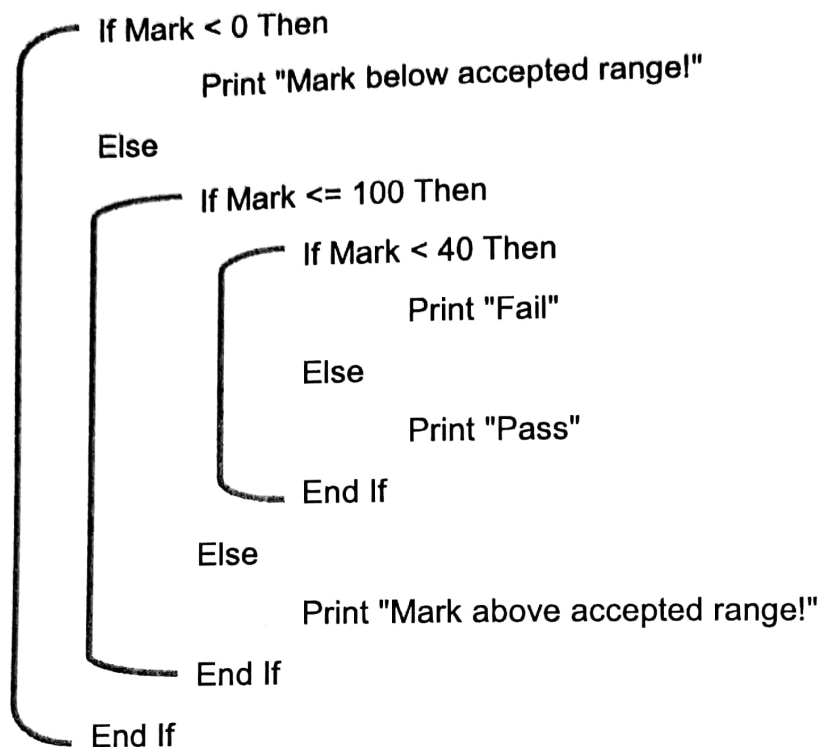 If Mark < 0 Then
Print "Mark below accepted range!"
Else
If Mark <= 100 Then
If Mark < 40 Then
Print "Fail"
Else
Print "Pass"
End If
Else
Print "Mark above accepted range!"
End If
End If